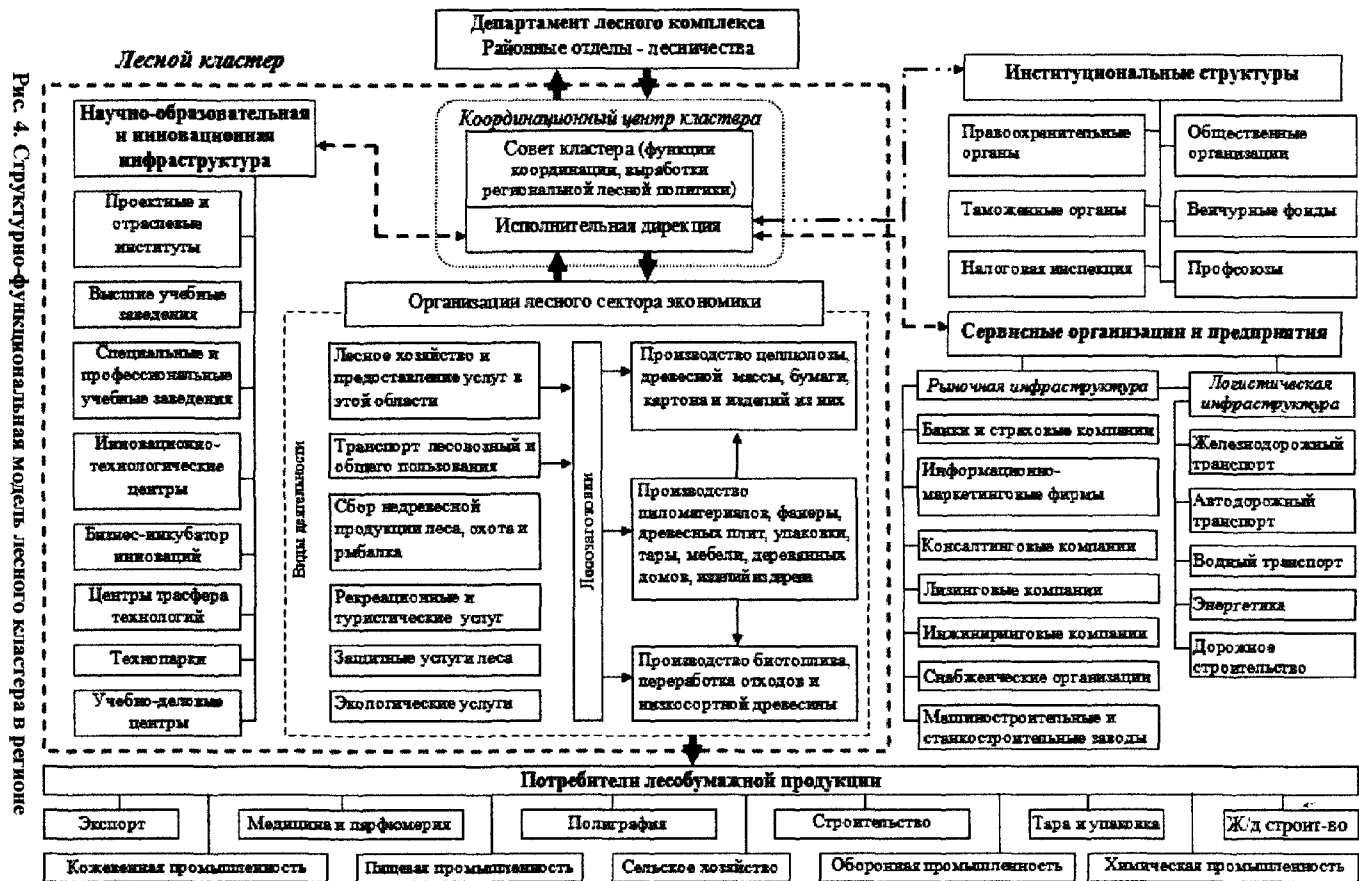 Департамент лесного комплекса
Районные отделы - лесничества
Лесной кластер
Рис. 4. Структурно-функциональная модель лесного кластера в регионе
Научно-образовательная
и инновационная
инфраструктура
Проектные и
отраслевые
институты
Высшие учебные
заведения
Специальные и
профессиональные
учебные заведения
Инновационно-
технологические
центры
Бизнес-инкубатор
инноваций
Центры трасфера
технологий
Технопарки
Учебно-деловые
центры
Координационный центр кластера
Совет кластера (функции
координации, выработки
региональной лесной политики)
Исполнительная дирекция
Организации лесного сектора экономики
Виды деятельности
Лесное хозяйство и
предоставление услуг в
этой области
Транспорт лесовозный и
общего пользования
Сбор недревесной
продукции леса, охота и
рыбалка
Рекреационные и
туристические услуг
Защитные услуги леса
Экологические услуги
Лесозаготовки
Производство целлюлозы,
древесной массы, бумаги,
картона и изделий из них
Производство
пиломатериалов, фанеры,
древесных плит, упаковки,
тары, мебели, деревянных
домов, изделий из дерева
Производство биотоплива,
переработка отходов и
низкосортной древесины
Институциональные структуры
Правоохранительные
органы
Таможенные органы
Налоговая инспекция
Общественные
организации
Венчурные фонды
Профсоюзы
Сервисные организации и предприятия
Рыночная инфраструктура
Банки и страховые компании
Информационно-
маркетинговые фирмы
Консалтинговые компании
Лизинговые компании
Инжиниринговые компании
Снабженческие организации
Машиностроительные и
станкостроительные заводы
Логистическая
инфраструктура
Железнодорожный
транспорт
Автодорожный
транспорт
Водный транспорт
Энергетика
Дорожное
строительство
Потребители лесобумажной продукции
Экспорт
Медицина и парфюмерия
Полиграфия
Строительство
Тара и упаковка
Ж/д строит-во
Кожевенная промышленность
Пищевая промышленность
Сельское хозяйство
Оборонная промышленность
Химическая промышленность